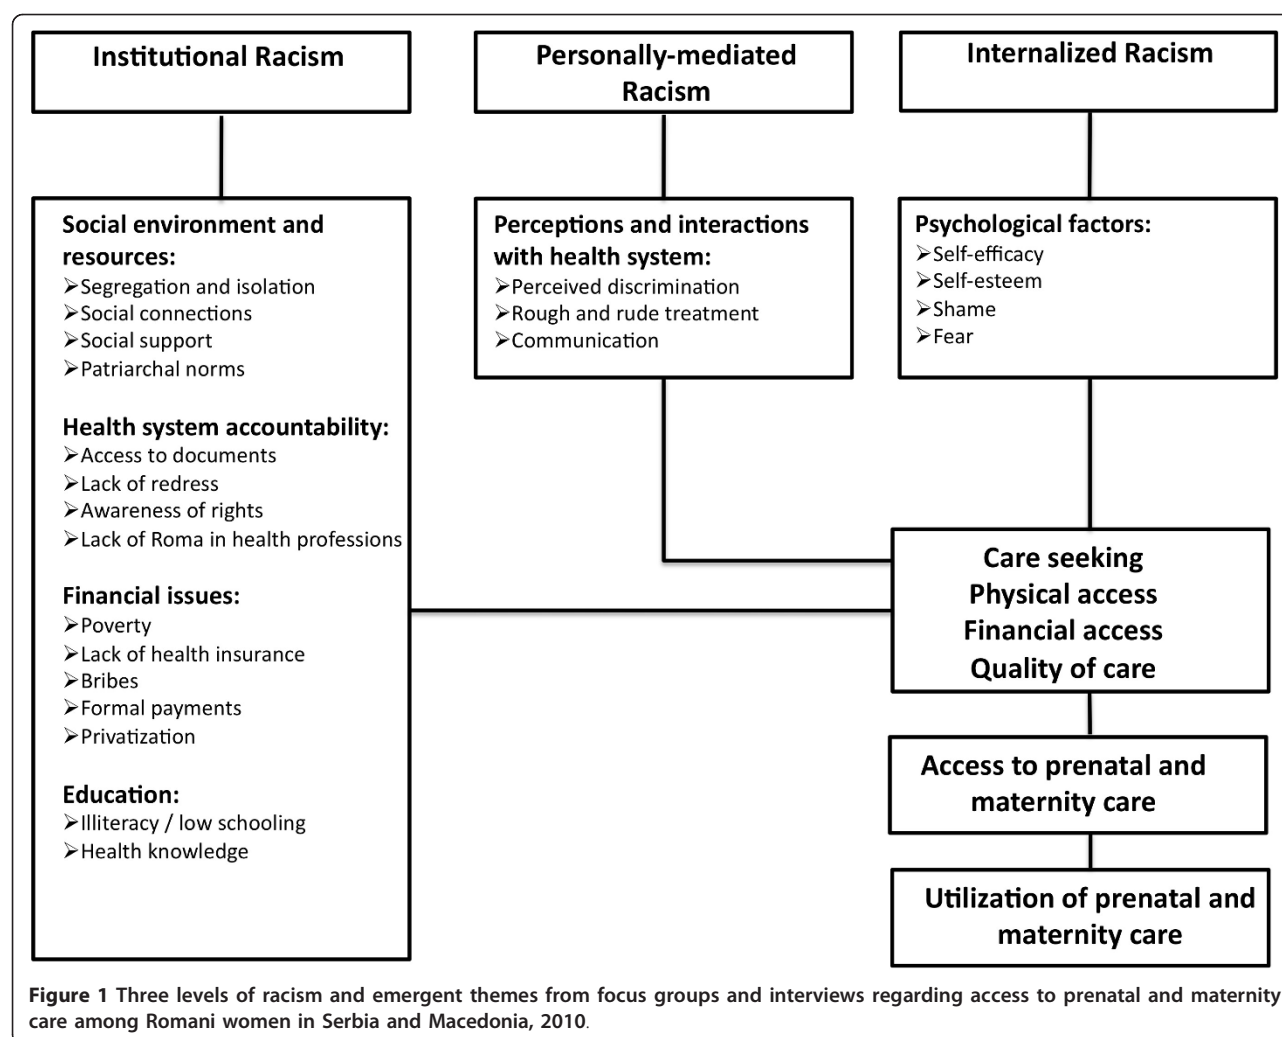 Institutional Racism
Personally-mediated
Racism
Internalized Racism
Social environment and
resources:
➢Segregation and isolation
➢Social connections
➢Social support
➢Patriarchal norms
Health system accountability:
➢Access to documents
➢Lack of redress
➢Awareness of rights
➢Lack of Roma in health professions
Financial issues:
➢Poverty
➢Lack of health insurance
➢Bribes
➢Formal payments
➢Privatization
Education:
➢Illiteracy / low schooling
➢Health knowledge
Perceptions and interactions
with health system:
➢Perceived discrimination
➢Rough and rude treatment
➢Communication
Psychological factors:
➢Self-efficacy
➢Self-esteem
➢Shame
➢Fear
Care seeking
Physical access
Financial access
Quality of care
Access to prenatal and
maternity care
Utilization of prenatal and
maternity care
Figure 1 Three levels of racism and emergent themes from focus groups and interviews regarding access to prenatal and maternity
care among Romani women in Serbia and Macedonia, 2010.